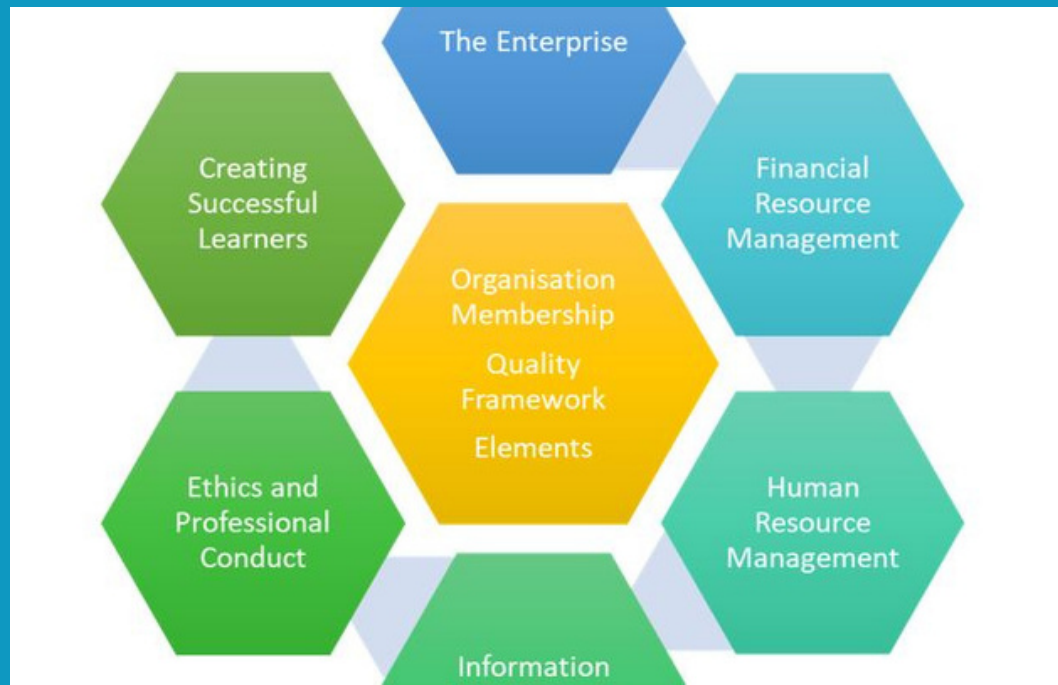 The Enterprise
Financial
Resource
Management
Human
Resource
Management
Information
Ethics and
Professional
Conduct
Creating
Successful
Learners
Organisation
Membership
Quality
Framework
Elements